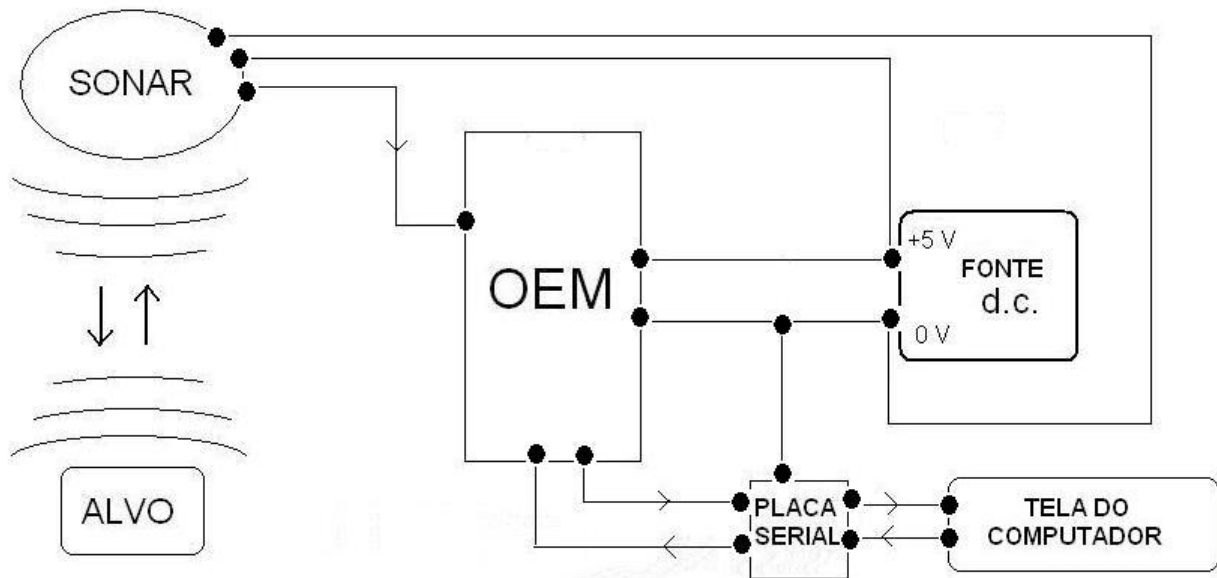 SONAR
OEM
+5 V
FONTE
d.c.
0 V
ALVO
PLACA
SERIAL
TELA DO
COMPUTADOR